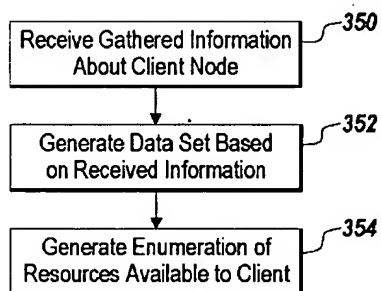 350
Receive Gathered Information
About Client Node
352
Generate Data Set Based
on Received Information
354
Generate Enumeration of
Resources Available to Client